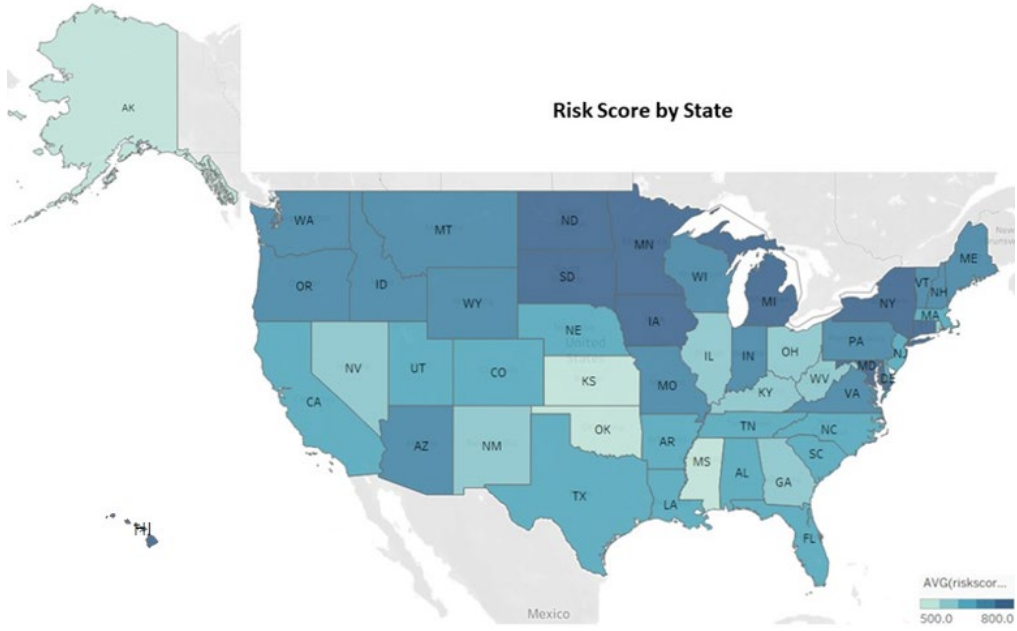 AK
Risk Score by State
WA
MT
ND
MN
ME
OR
ID
WY
SD
WI
MI
NY
VT
NH
MA
IA
NE
PA
NJ
NV
UT
CO
KS
IL
IN
OH
MD
DE
CA
MO
KY
WV
VA
AZ
NM
OK
AR
TN
NC
SC
MS
AL
GA
TX
LA
FL
HI
Mexico
AVG(riskscor...
500.0 800.0
United
States
New